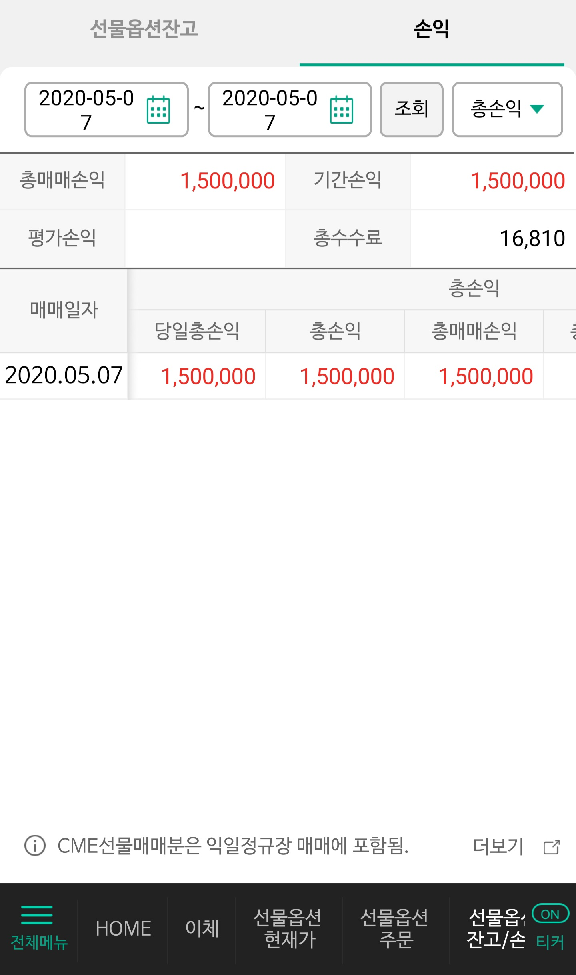 선물옵션잔고 손익
2020-05-0
7
~
2020-05-0
7
조회 총손익
총매매손익 1,500,000 기간손익 1,500,000
평가손익 총수수료 16,810
매매일자 총손익
당일총손익 총손익 총매매손익
2020.05.07 1,500,000 1,500,000 1,500,000
CME선물매매분은 익일정규장 매매에 포함됨. 더보기
전체메뉴
HOME
이체
선물옵션
현재가
선물옵션
주문
선물옵
잔고/손
ON
티커